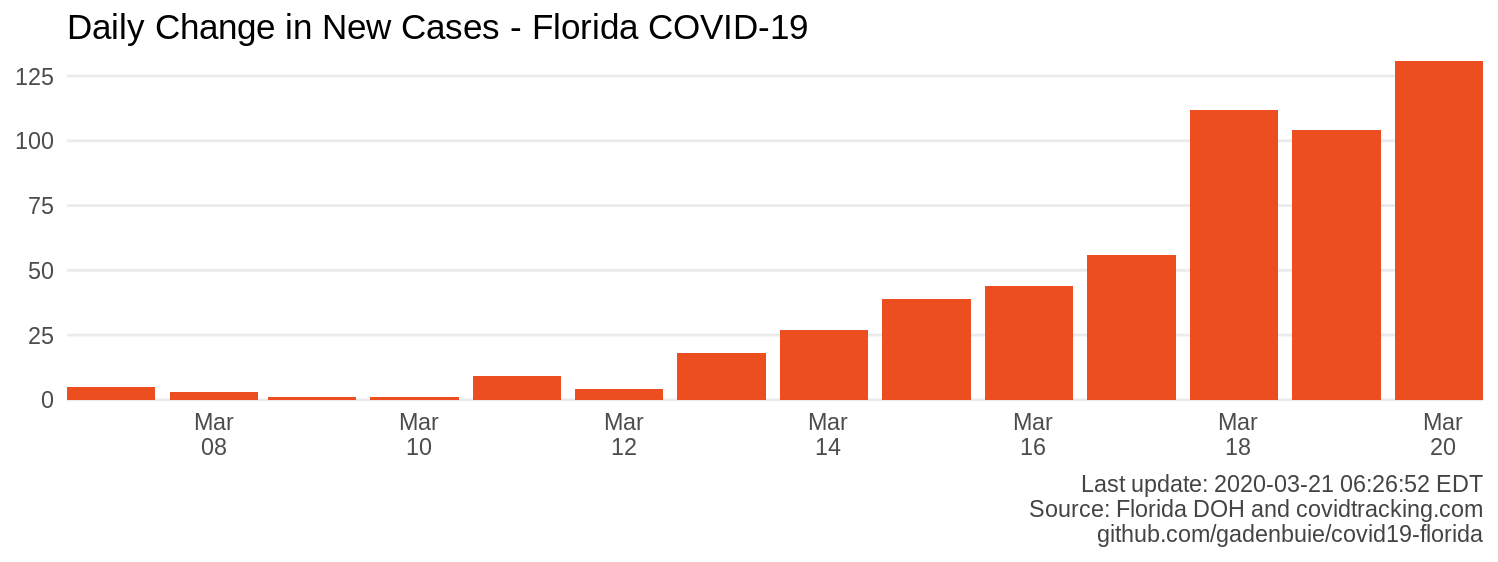 Daily Change in New Cases - Florida COVID-19
125
100
75
50
25
0
Mar 08
Mar 10
Mar 12
Mar 14
Mar 16
Mar 18
Mar 20
Last update: 2020-03-21 06:26:52 EDT
Source: Florida DOH and covidtracking.com
github.com/gadenbuie/covid19-florida